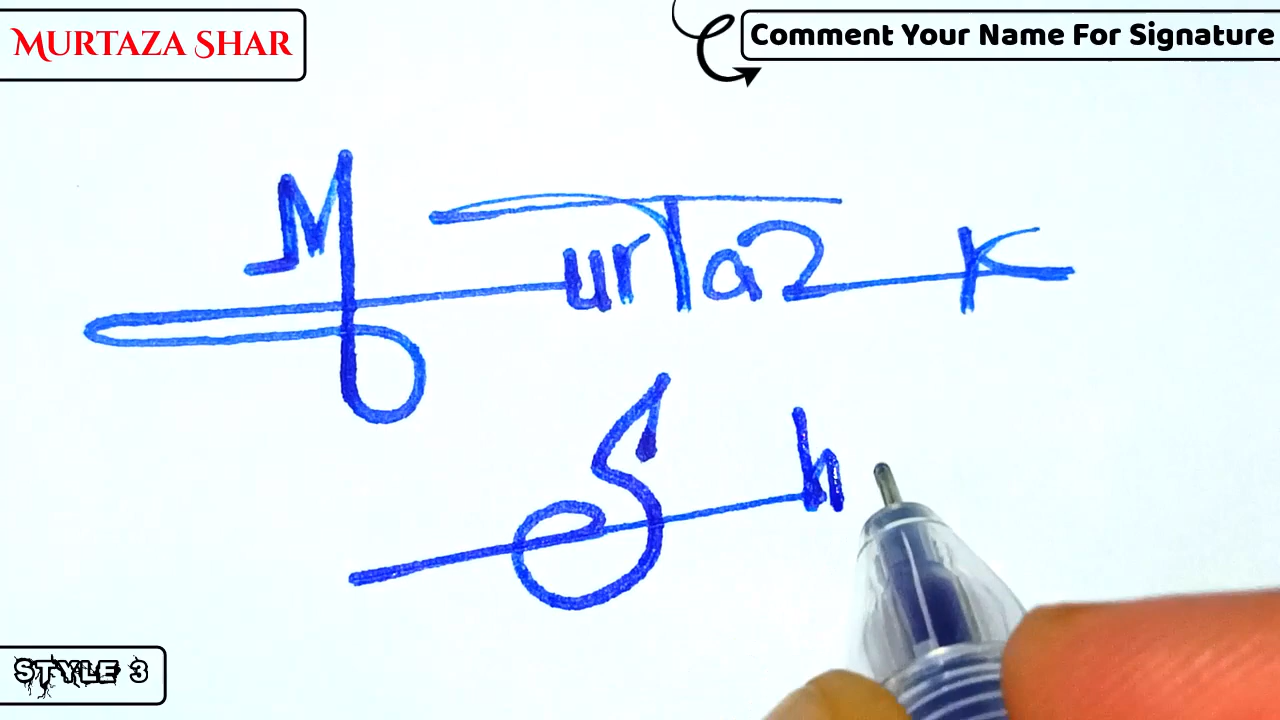 MURTAZA SHAR
Comment Your Name For Signature
MurTaz K
Sh
STYLE 3